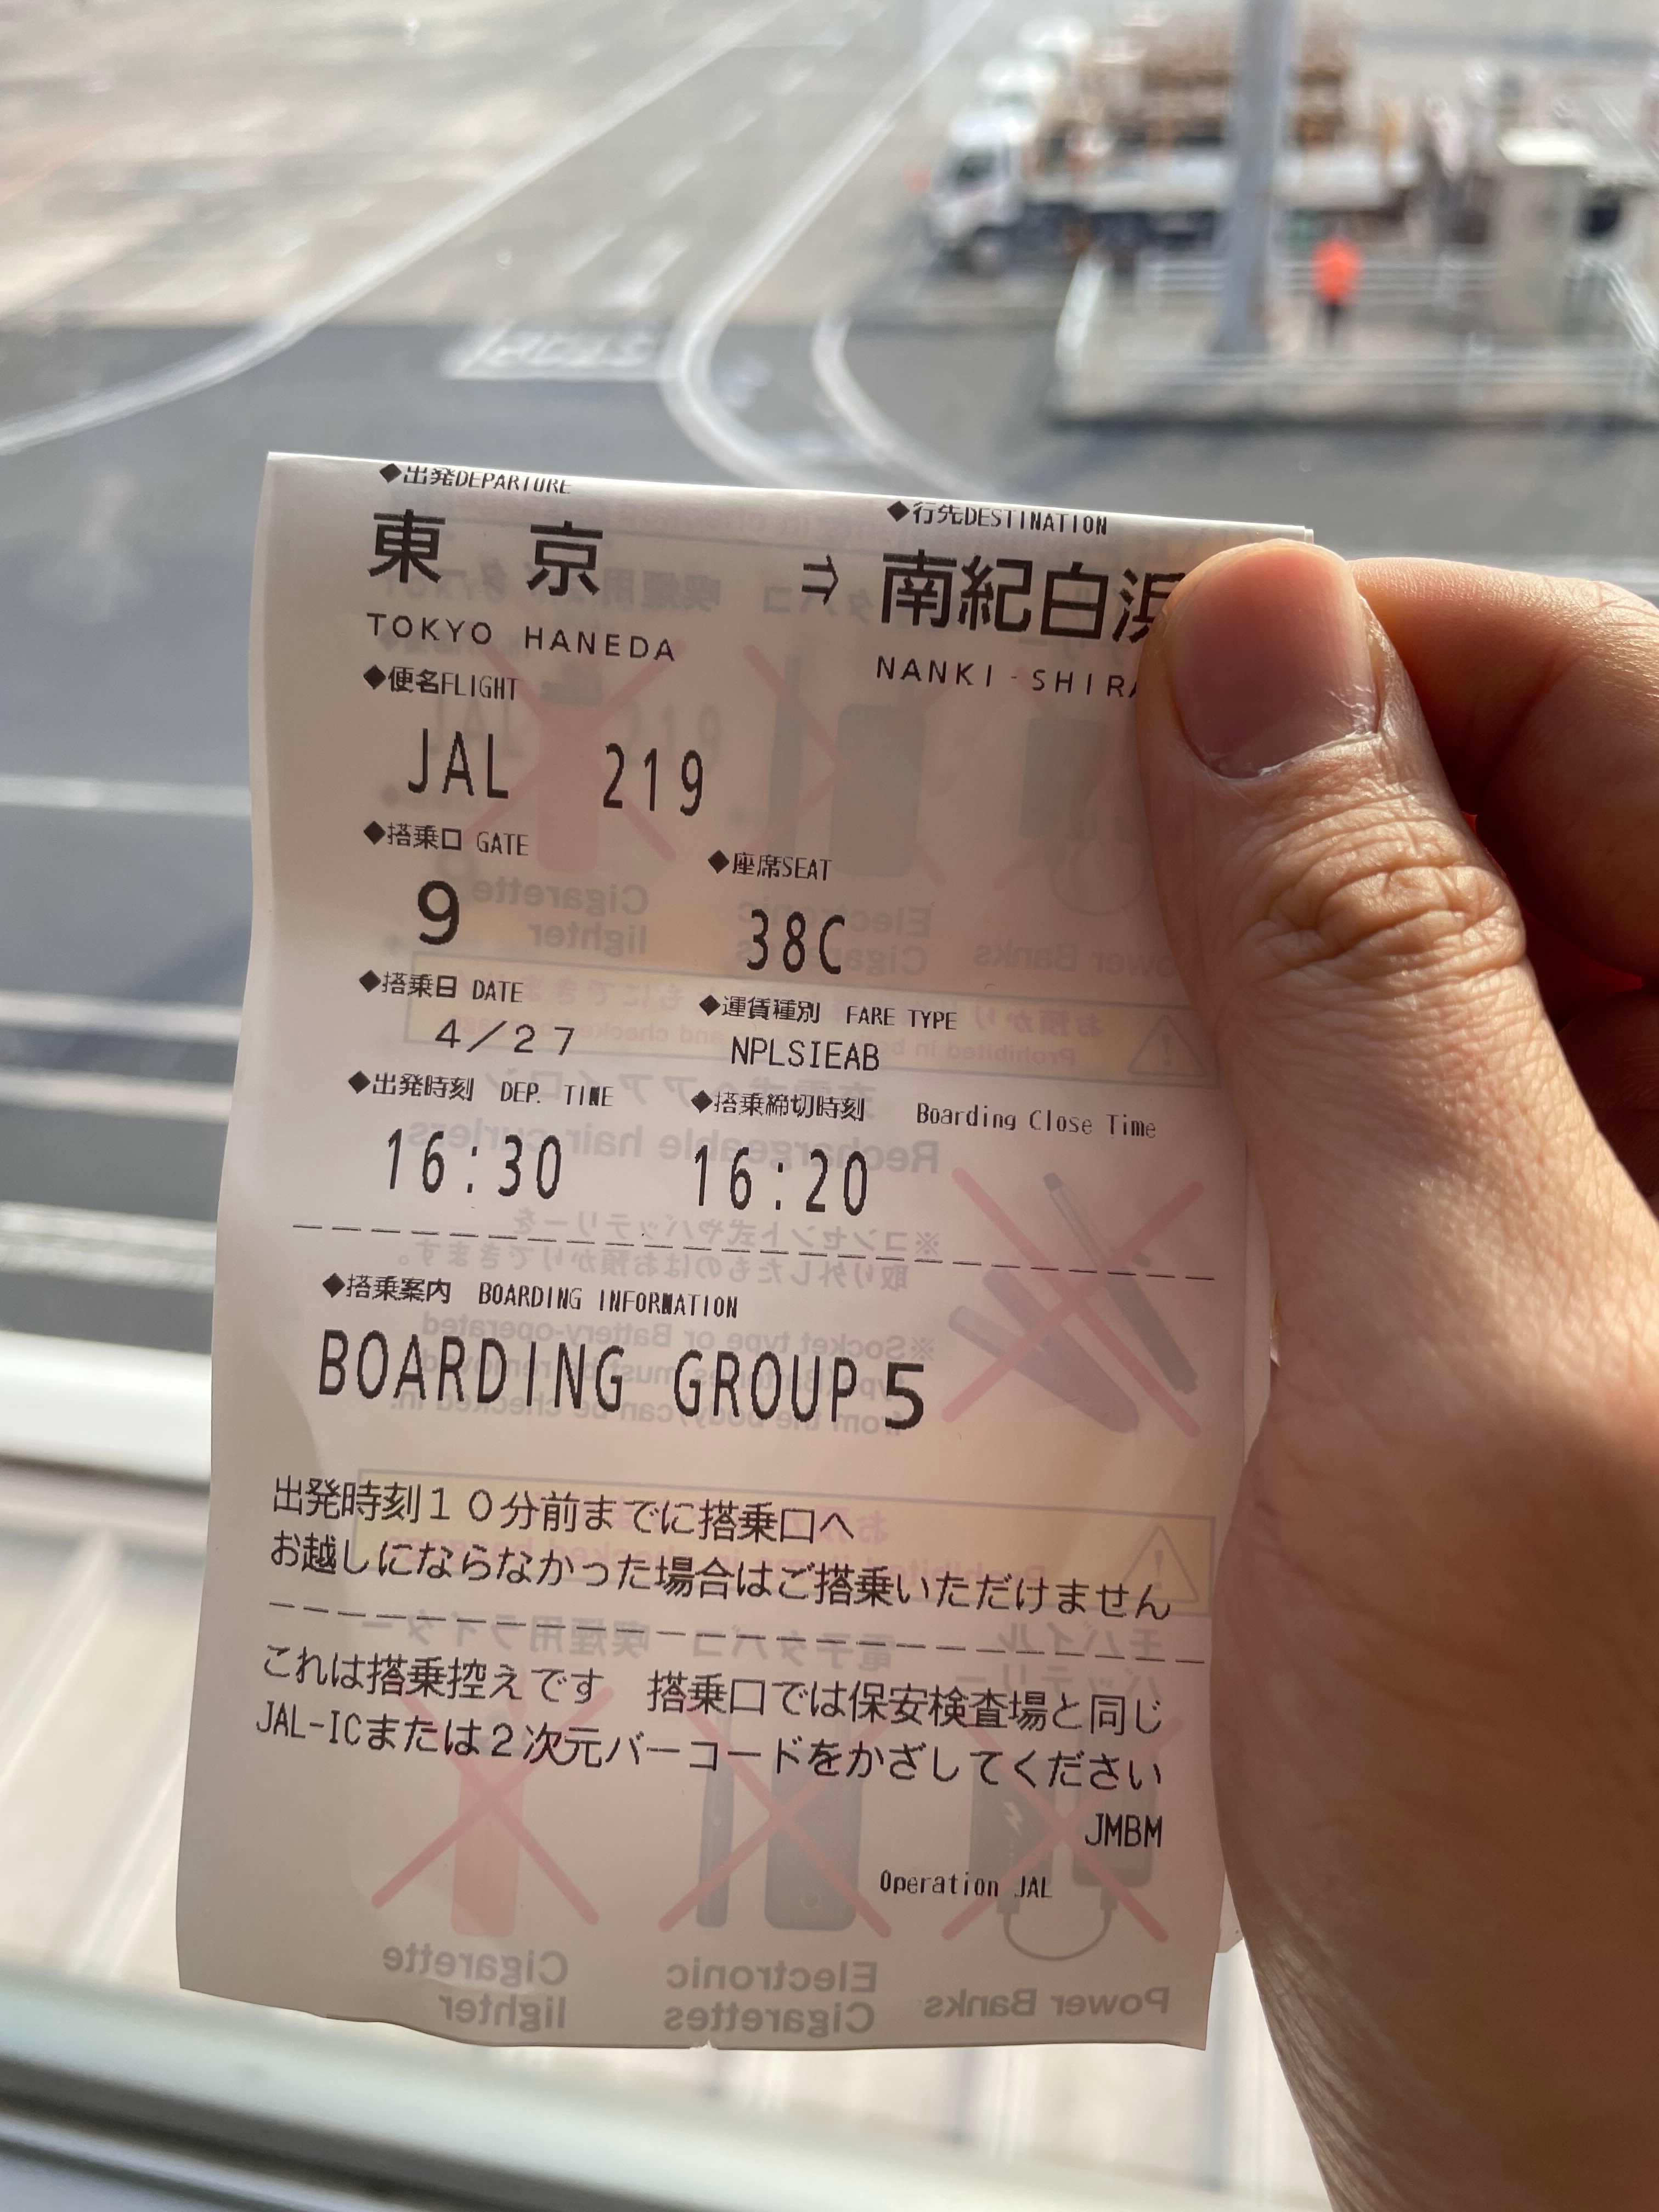 ◆出発DEPARTURE
◆行先DESTINATION
東 京 ⇒ 南紀白浜
TOKYO HANEDA
NANKI-SHIRA
◆便名FLIGHT
JAL 219
◆搭乗口 GATE
◆座席SEAT
9
38C
◆搭乗日 DATE
◆運賃種別 FARE TYPE
4/27
NPLSIEAB
◆出発時刻 DEP. TIME
◆搭乗締切時刻 Boarding Close Time
16:30
16:20
◆搭乗案内 BOARDING INFORMATION
BOARDING GROUP 5
出発時刻10分前までに搭乗口へ
お越しにならなかった場合はご搭乗いただけません
これは搭乗控えです 搭乗口では保安検査場と同じ
JAL-ICまたは2次元バーコードをかざしてください
JMBM
Operation JAL
Cigarette
lighter
Electronic
Cigarettes
Power Banks
STOP